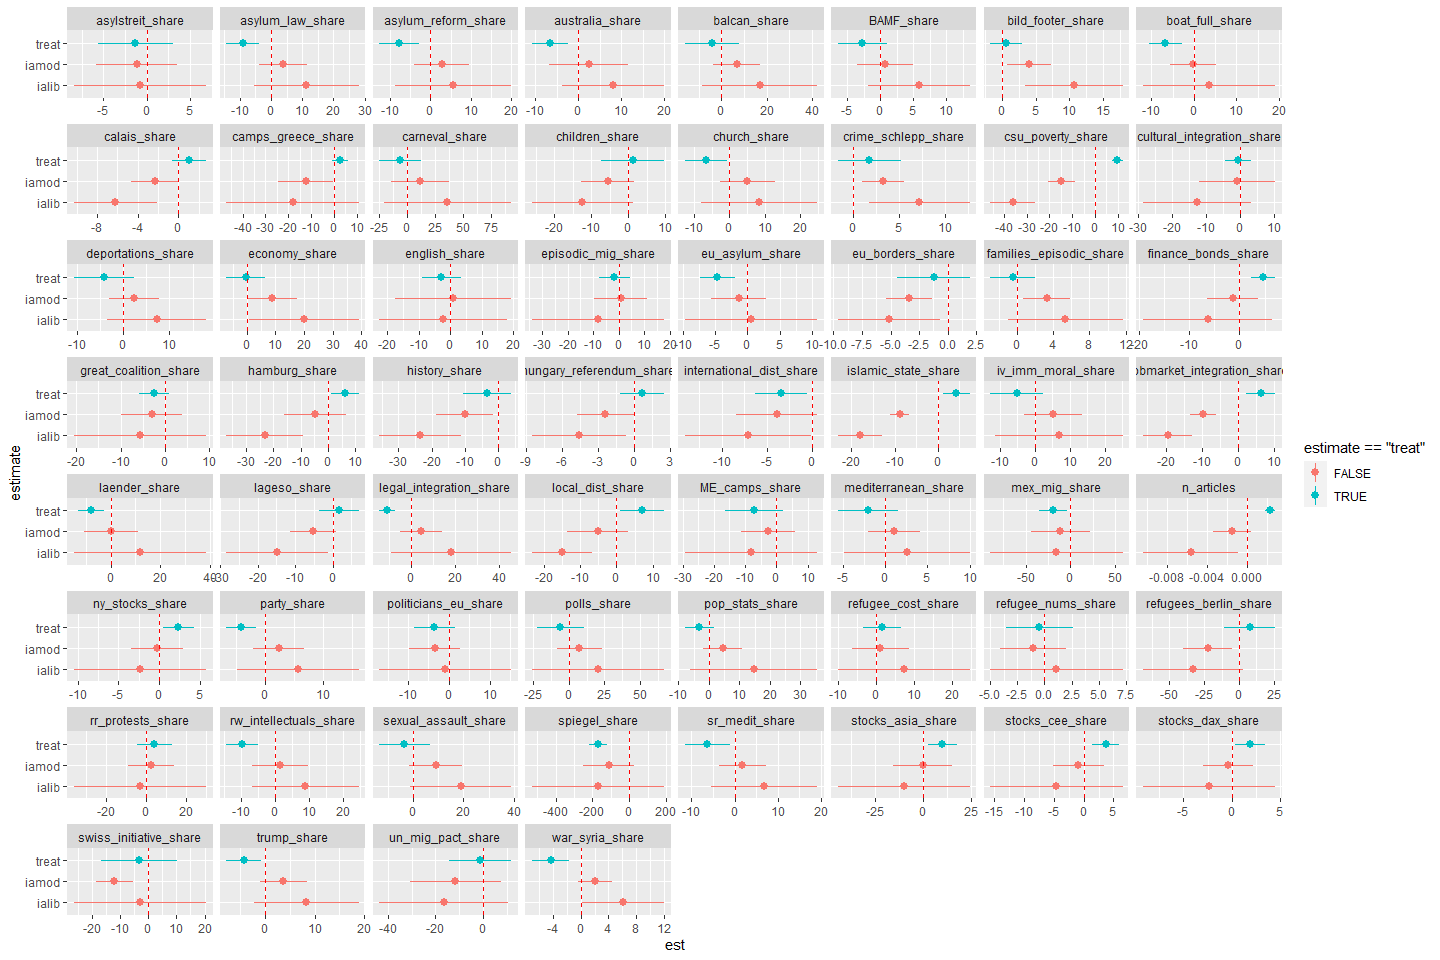 asylstreit_share asylum_law_share asylum_reform_share australia_share balcan_share BAMF_share bild_footer_share boat_full_share
treat
iamod
ialib
-5 0 5 -10 0 10 20 30 -10 0 10 20 -10 0 10 20 0 20 40 -5 0 5 10 0 5 10 15 -10 0 10 20
calais_share camps_greece_share carneval_share children_share church_share crime_schlepp_share csu_poverty_share cultural_integration_share
treat
iamod
ialib
-8 -4 0 -40 -30 -20 -10 0 10 -25 0 25 50 75 -20 -10 0 10 -10 0 10 20 0 5 10 -40 -30 -20 -10 0 10 -30 -20 -10 0 10
deportations_share economy_share english_share episodic_mig_share eu_asylum_share eu_borders_share families_episodic_share finance_bonds_share
treat
iamod
ialib
0 10 0 10 20 30 40 -20 -10 0 10 20 -30 -20 -10 0 10 20 -5 0 5 10 -10.0 -7.5 -5.0 -2.5 0.0 2.5 0 4 8 12 -20 -10 0
great_coalition_share hamburg_share history_share hungary_referendum_share international_dist_share islamic_state_share iv_imm_moral_share obmarket_integration_share
treat
iamod
ialib
-20 -10 0 10 -30 -20 -10 0 10 -30 -20 -10 0 -9 -6 -3 0 3 -10 -5 0 -20 -10 0 -10 0 10 20 -20 -10 0 10
laender_share lageso_share legal_integration_share local_dist_share ME_camps_share mediterranean_share mex_mig_share n_articles
treat
iamod
ialib
0 20 40 -30 -20 -10 0 0 20 40 -20 -10 0 10 -30 -20 -10 0 10 -5 0 5 10 -50 0 50 -0.008 -0.004 0.000
ny_stocks_share party_share politicians_eu_share polls_share pop_stats_share refugee_cost_share refugee_nums_share refugees_berlin_share
treat
iamod
ialib
-10 -5 0 5 0 10 -10 0 10 -25 0 25 50 -10 0 10 20 30 -10 0 10 20 -5.0 -2.5 0.0 2.5 5.0 7.5 -50 -25 0 25
rr_protests_share rw_intellectuals_share sexual_assault_share spiegel_share sr_medit_share stocks_asia_share stocks_cee_share stocks_dax_share
treat
iamod
ialib
-20 0 20 -10 0 10 20 0 20 40 -400 -200 0 200 -10 0 10 20 -25 0 25 -15 -10 -5 0 5 -5 0 5
swiss_initiative_share trump_share un_mig_pact_share war_syria_share
treat
iamod
ialib
-20 -10 0 10 20 0 10 20 -40 -20 0 -4 0 4 8 12
est
estimate
estimate == "treat"
FALSE
TRUE